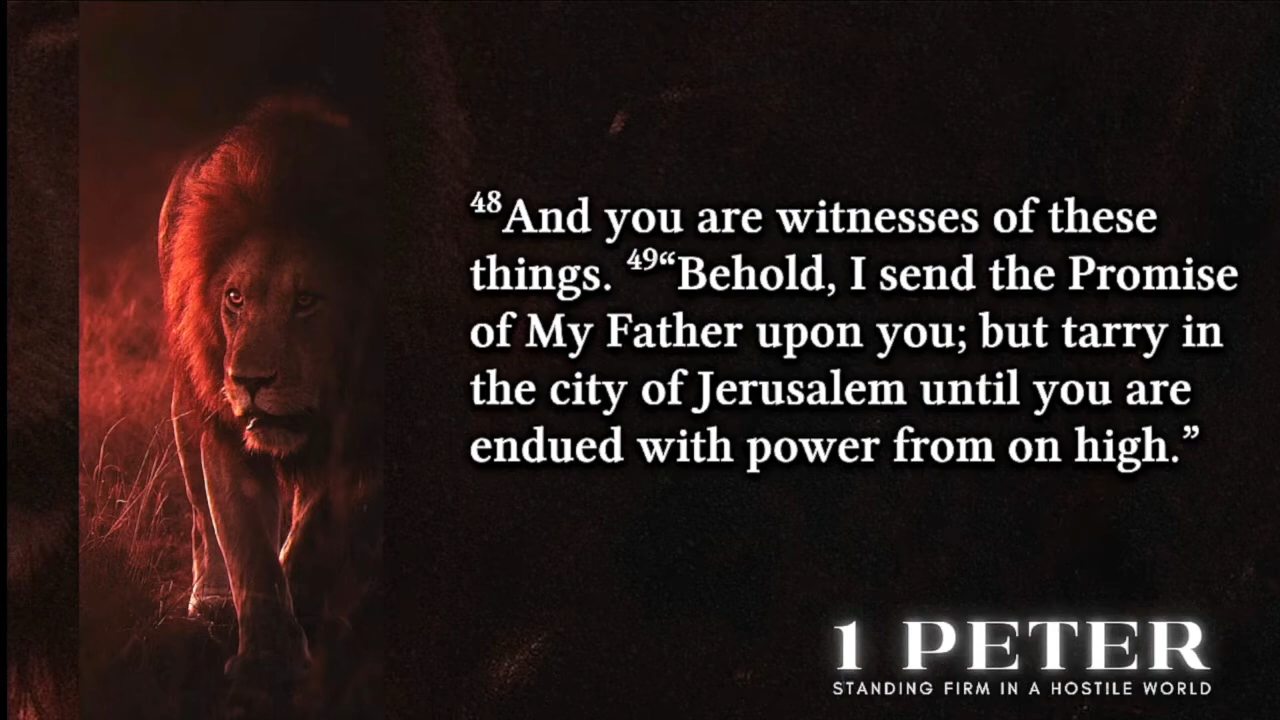 ⁴⁸And you are witnesses of these
things. ⁴⁹“Behold, I send the Promise
of My Father upon you; but tarry in
the city of Jerusalem until you are
endued with power from on high.”
1 PETER
STANDING FIRM IN A HOSTILE WORLD